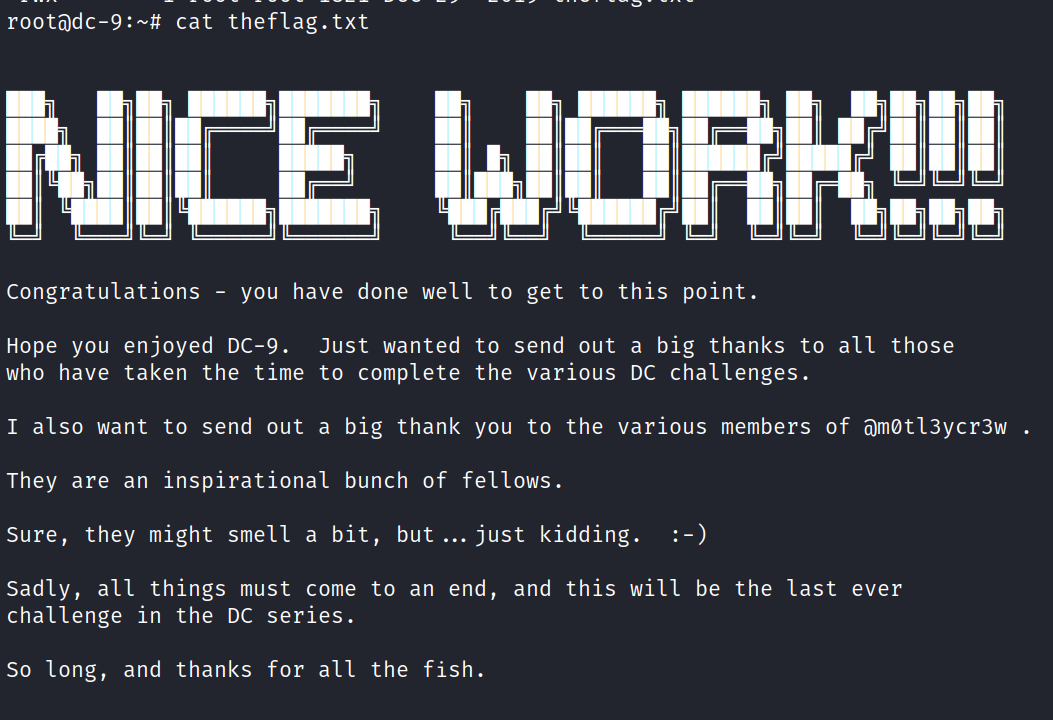 root@dc-9:~# cat theflag.txt
NICE WORK!!!
Congratulations - you have done well to get to this point.
Hope you enjoyed DC-9.  Just wanted to send out a big thanks to all those
who have taken the time to complete the various DC challenges.
I also want to send out a big thank you to the various members of @m0tl3ycr3w .
They are an inspirational bunch of fellows.
Sure, they might smell a bit, but...just kidding.  :-)
Sadly, all things must come to an end, and this will be the last ever
challenge in the DC series.
So long, and thanks for all the fish.